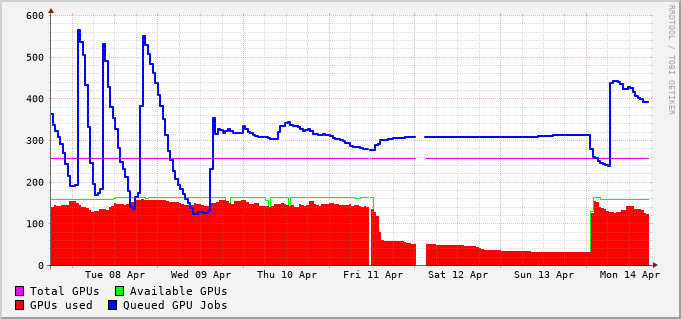 RRDTOOL / TOBI OETIKER
600
500
400
300
200
100
0
Tue 08 Apr Wed 09 Apr Thu 10 Apr Fri 11 Apr Sat 12 Apr Sun 13 Apr Mon 14 Apr
Total GPUs Available GPUs
GPUs used Queued GPU Jobs